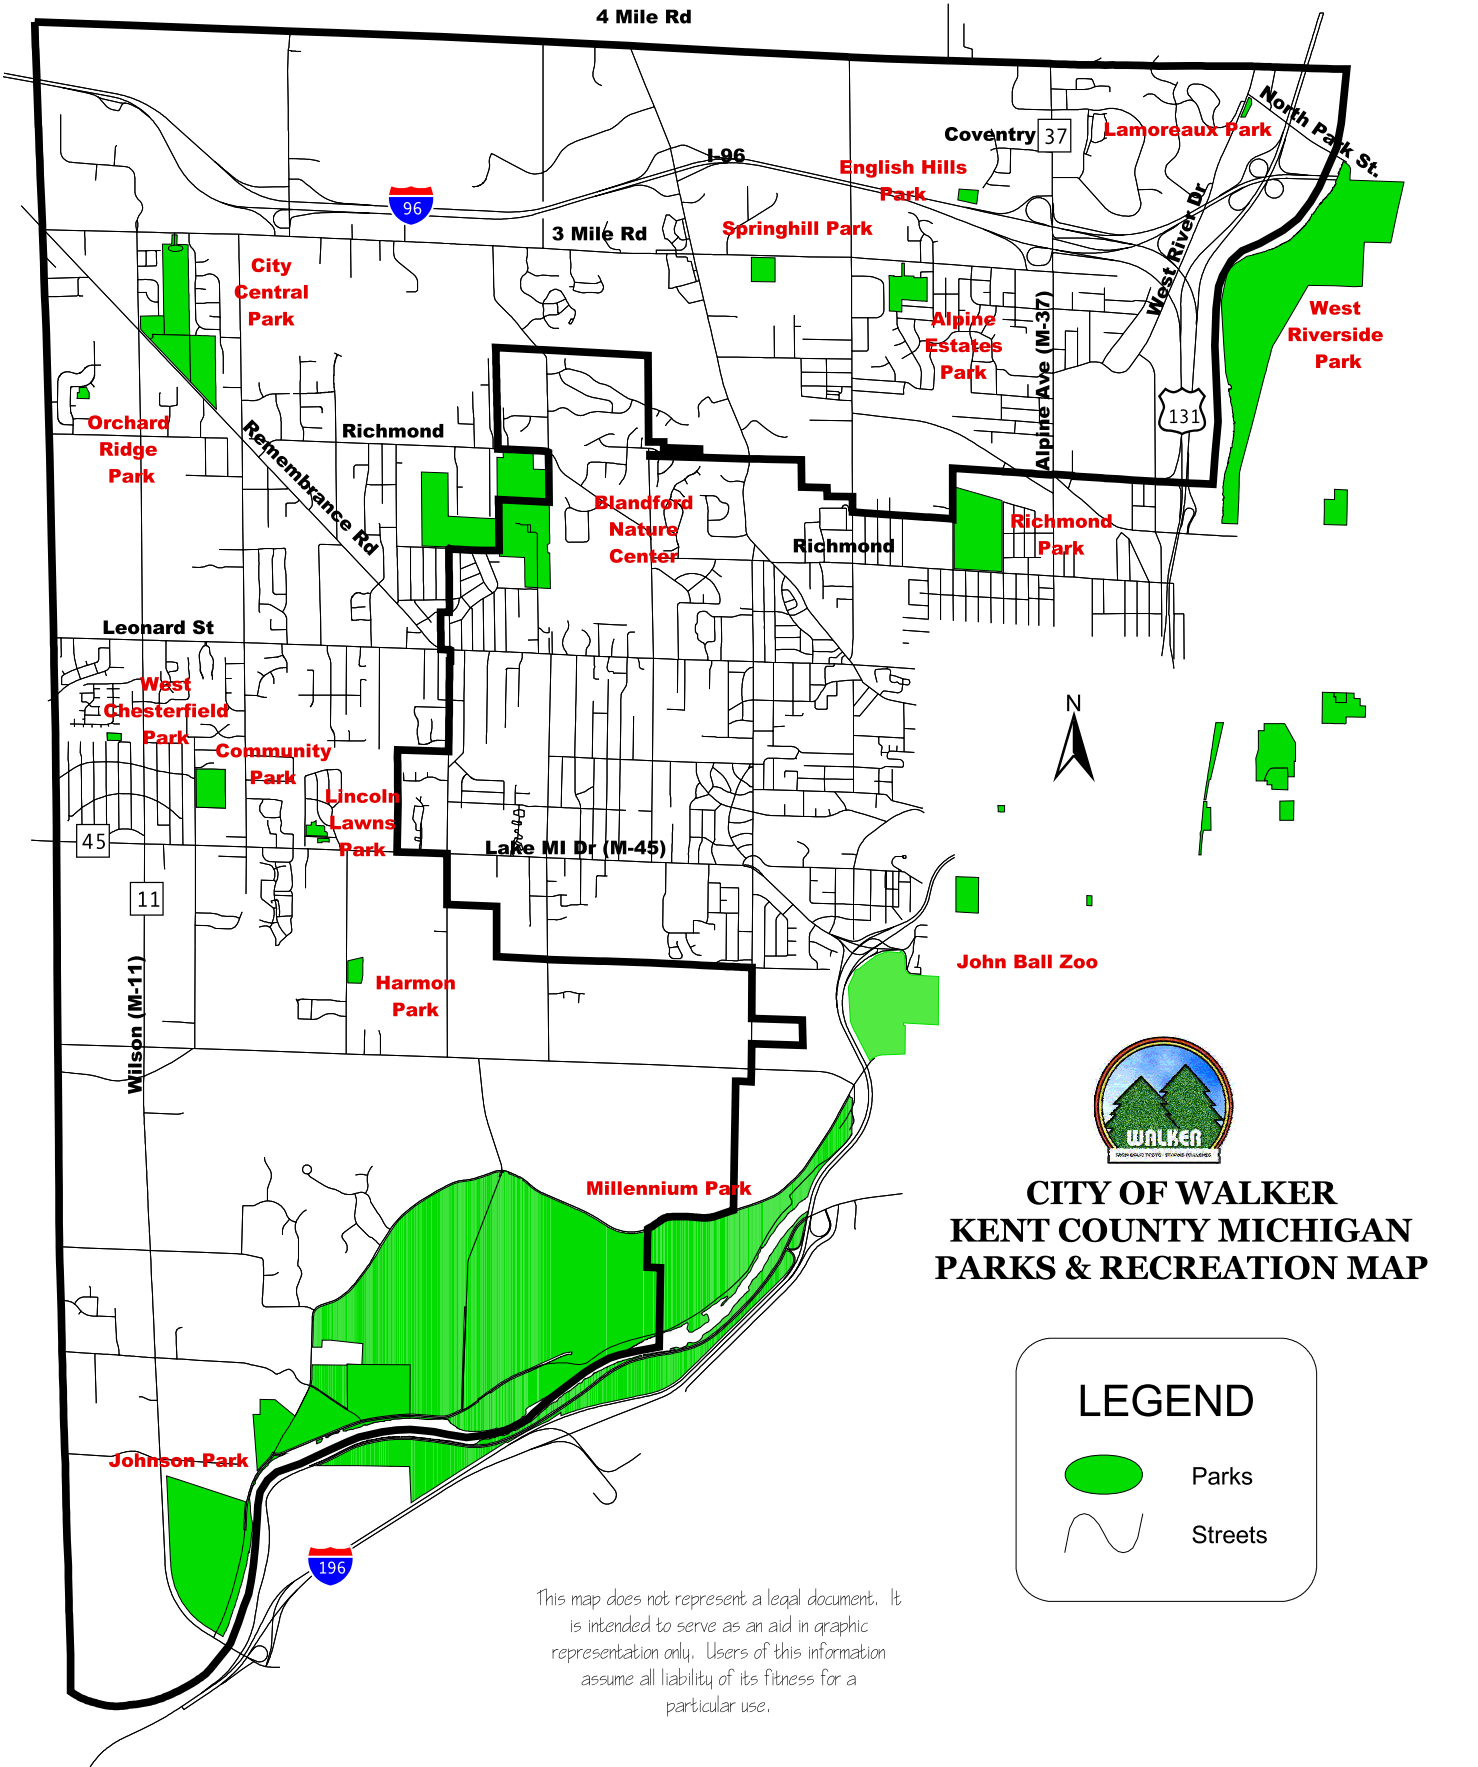 4 Mile Rd
North Park St.
Coventry
37
Lamoreaux Park
I-96
English Hills
Park
96
3 Mile Rd
Springhill Park
West River Dr
City
Central
Park
Alpine
Estates
Park
Alpine Ave (M-37)
West
Riverside
Park
131
Orchard
Ridge
Park
Remembrance Rd
Richmond
Blandford
Nature
Center
Richmond
Richmond
Park
Leonard St
West
Chesterfield
Park
Community
Park
N
Lincoln
Lawns
Park
45
Lake MI Dr (M-45)
11
John Ball Zoo
Wilson (M-11)
Harmon
Park
WALKER
Millennium Park
CITY OF WALKER
KENT COUNTY MICHIGAN
PARKS & RECREATION MAP
LEGEND
Parks
Streets
Johnson Park
196
This map does not represent a legal document. It
is intended to serve as an aid in graphic
representation only. Users of this information
assume all liability of its fitness for a
particular use.